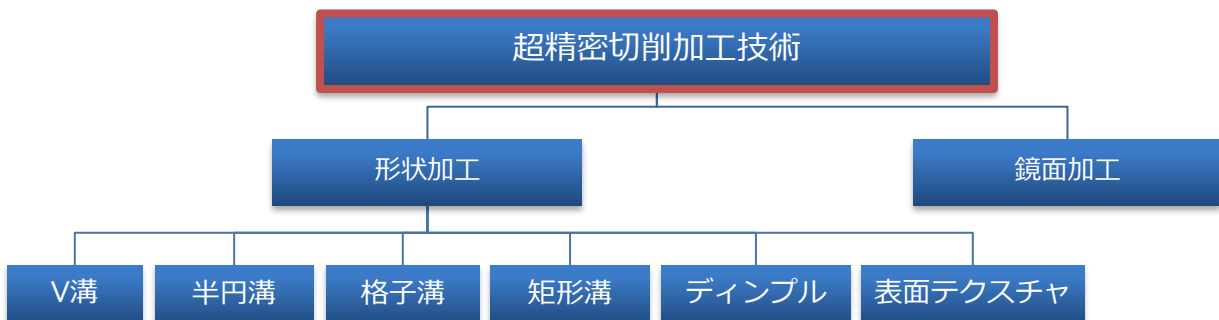 超精密切削加工技術
形状加工
鏡面加工
V溝
半円溝
格子溝
矩形溝
ディンプル
表面テクスチャ